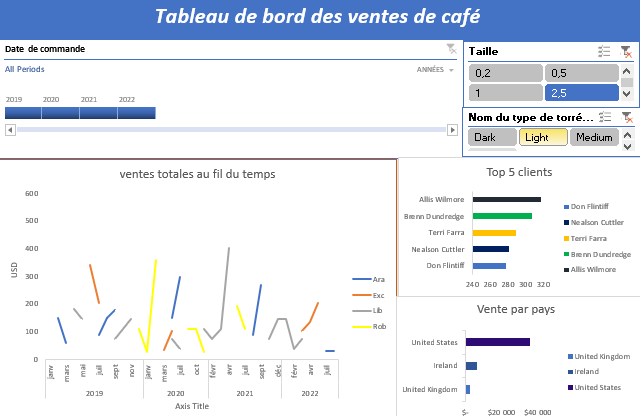 Tableau de bord des ventes de café
Date de commande
All Periods
ANNÉES
2019 2020 2021 2022
Taille
0,2 0,5
1 2,5
Nom du type de torré...
Dark Light Medium
ventes totales au fil du temps
600
500
400
300
200
100
0
USD
janv mars mai juil sept nov janv mars juil sept oct févr avr juil sept déc févr avr juil
2019 2020 2021 2022
Axis Title
Ara
Exc
Lib
Rob
Top 5 clients
Allis Wilmore
Brenn Dundredge
Terri Farra
Nealson Cuttler
Don Flintiff
240 260 280 300 320
Don Flintiff
Nealson Cuttler
Terri Farra
Brenn Dundredge
Allis Wilmore
Vente par pays
United States
Ireland
United Kingdom
$- $20 000 $40 000
United Kingdom
Ireland
United States